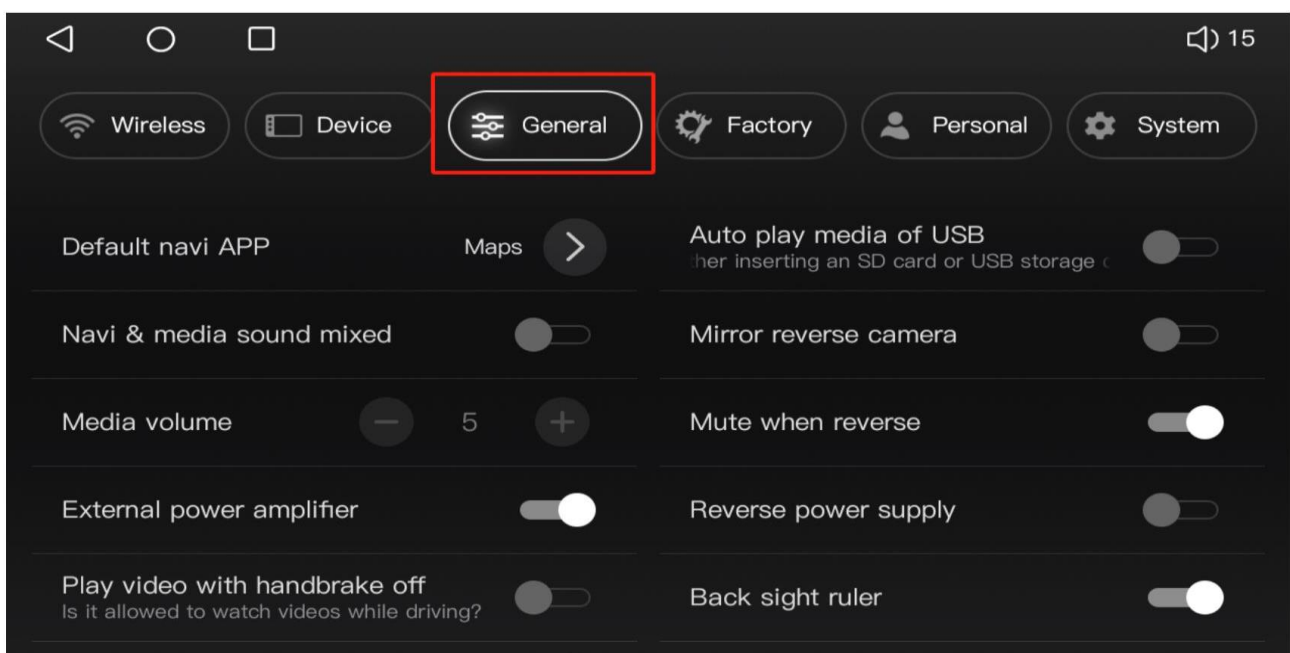 15
Wireless
Device
General
Factory
Personal
System
Default navi APP
Maps
Auto play media of USB
her inserting an SD card or USB storage
Navi & media sound mixed
Mirror reverse camera
Media volume
5
Mute when reverse
External power amplifier
Reverse power supply
Play video with handbrake off
Is it allowed to watch videos while driving?
Back sight ruler